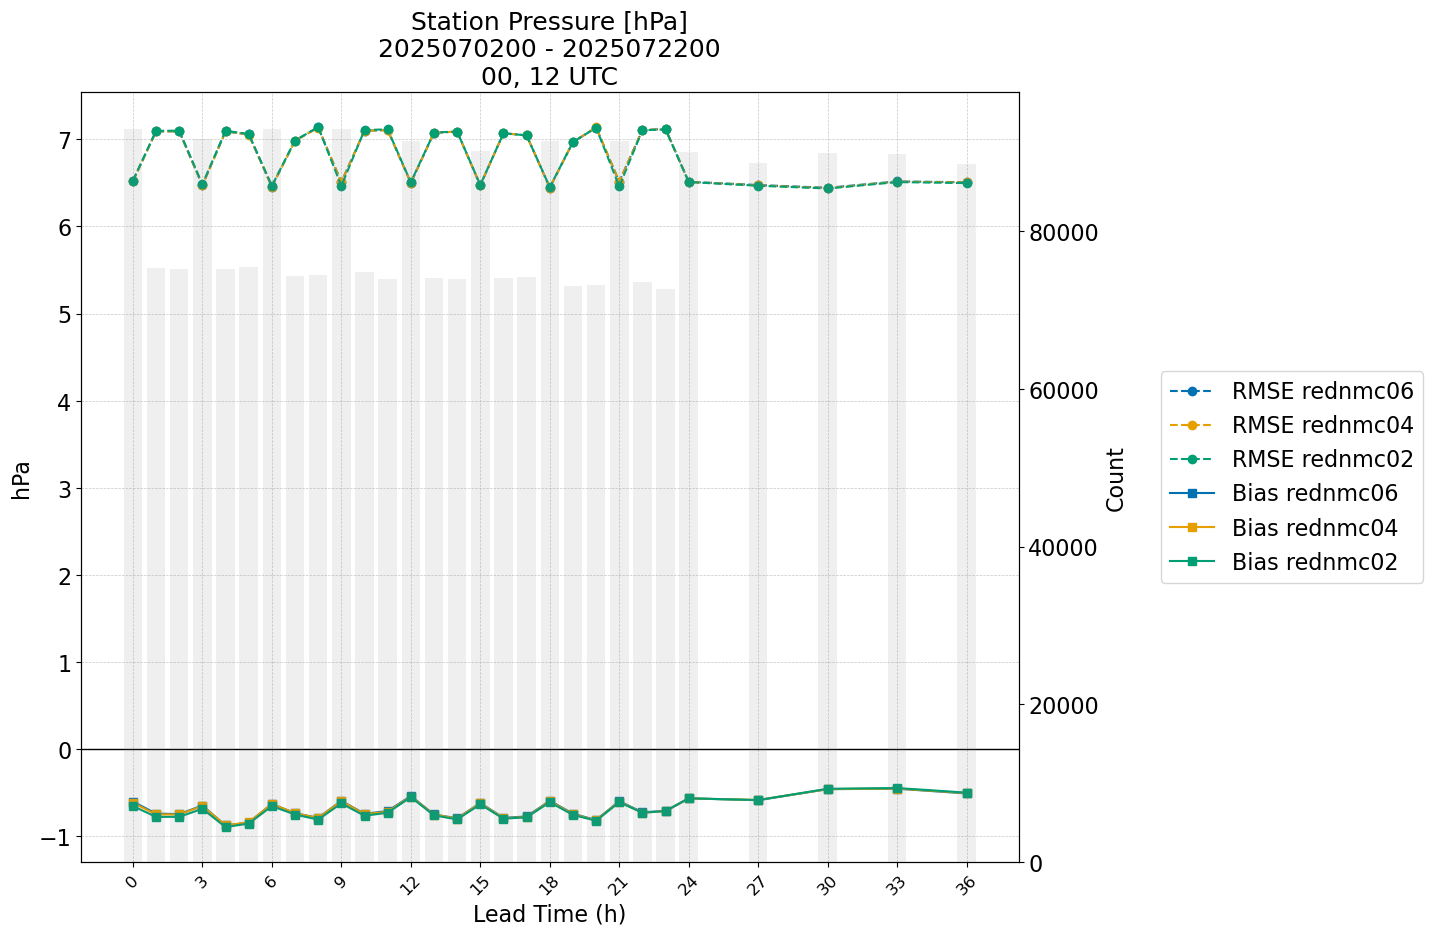 Station Pressure [hPa]
2025070200 - 2025072200
00, 12 UTC
7
6
5
4
3
2
1
0
−1
hPa
80000
60000
40000
20000
0
Count
0
3
6
9
12
15
18
21
24
27
30
33
36
Lead Time (h)
RMSE rednmc06
RMSE rednmc04
RMSE rednmc02
Bias rednmc06
Bias rednmc04
Bias rednmc02